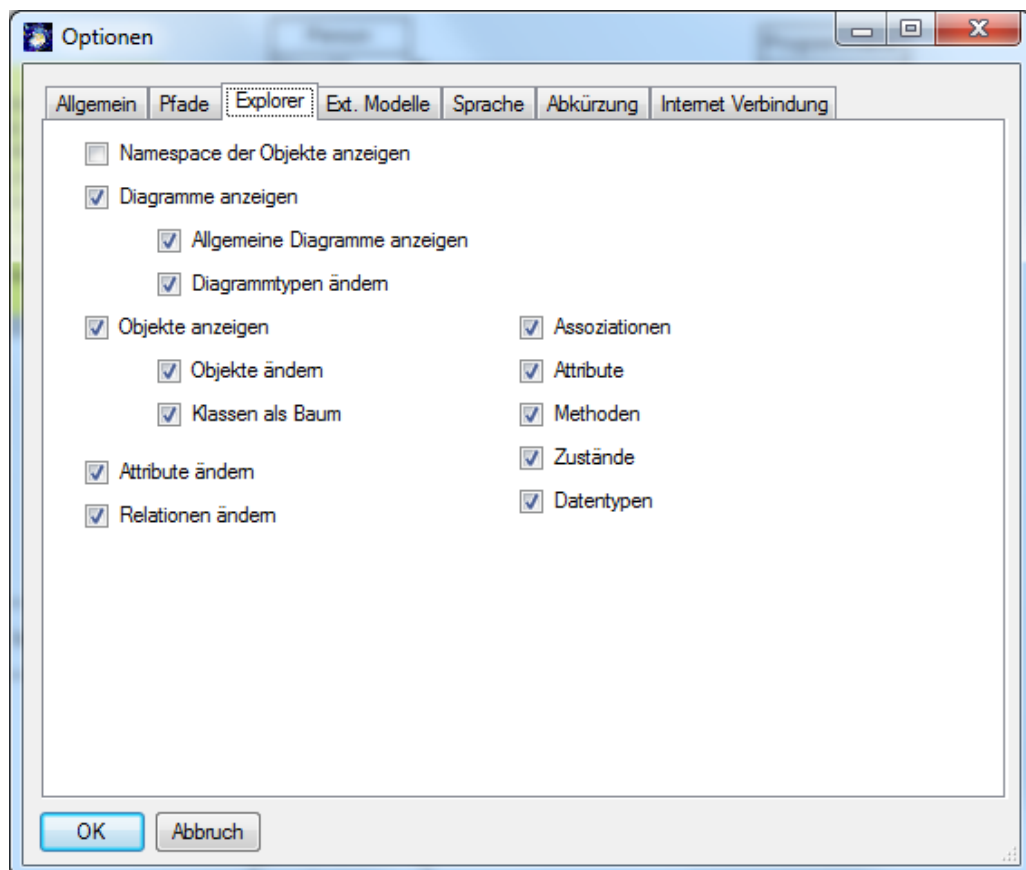 Optionen
Allgemein Pfade Explorer Ext. Modelle Sprache Abkürzung Internet Verbindung
Namespace der Objekte anzeigen
Diagramme anzeigen
Allgemeine Diagramme anzeigen
Diagrammtypen ändern
Objekte anzeigen Assoziationen
Objekte ändern Attribute
Klassen als Baum Methoden
Zustände
Attribute ändern
Datentypen
Relationen ändern
OK Abbruch